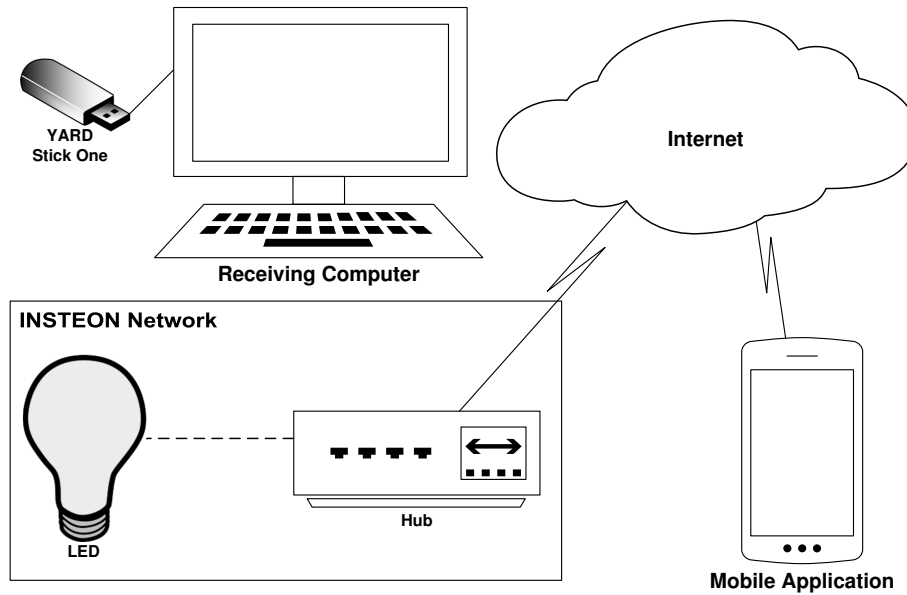 YARD
Stick One
Internet
Receiving Computer
INSTEON Network
LED
Hub
Mobile Application